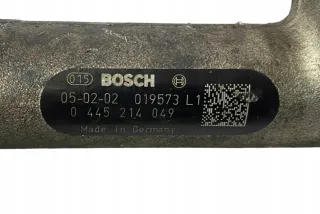 015 BOSCH
05-02-02 019573 L1
0 445 214 049
Made in Germany